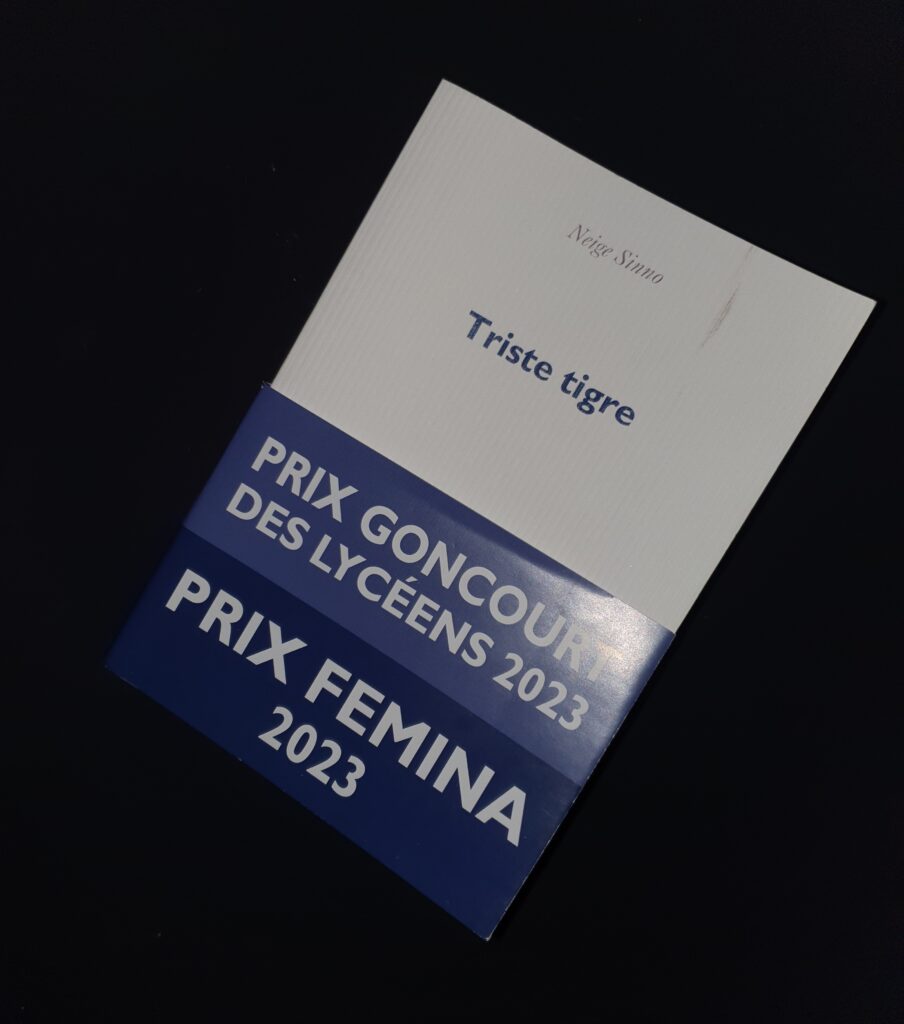 Neige Sinno
Triste tigre
PRIX GONCOURT
DES LYCÉENS 2023
PRIX FEMINA
2023